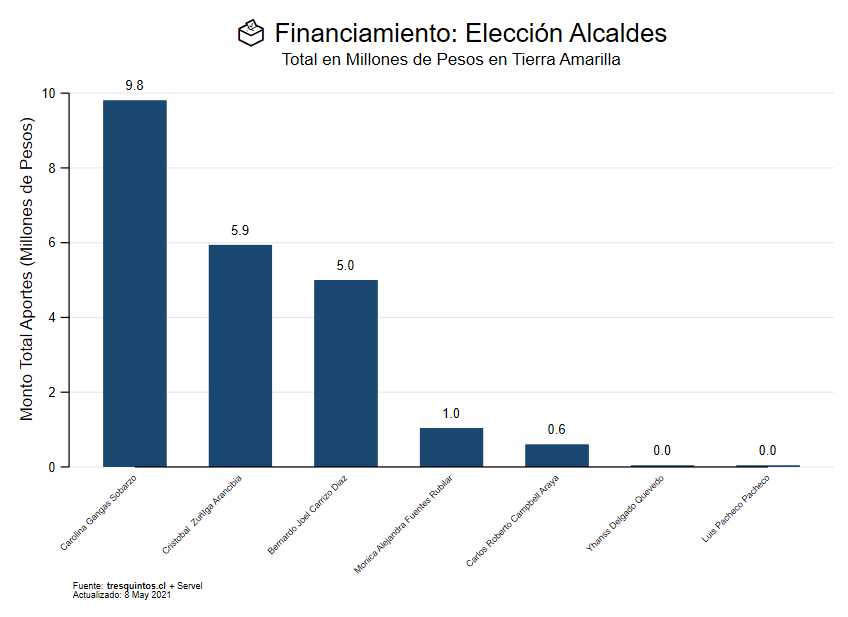 Financiamiento: Elección Alcaldes
Total en Millones de Pesos en Tierra Amarilla
Monto Total Aportes (Millones de Pesos)
10
8
6
4
2
0
9.8
5.9
5.0
1.0
0.6
0.0
0.0
Carolina Gangas Sobarzo
Cristobal Zuñiga Arancibia
Bernardo Joel Carrizo Diaz
Monica Alejandra Fuentes Rubilar
Carlos Roberto Campbell Araya
Yhanss Delgado Quevedo
Luis Pacheco Pacheco
Fuente: tresquintos.cl + Servel
Actualizado: 8 May 2021